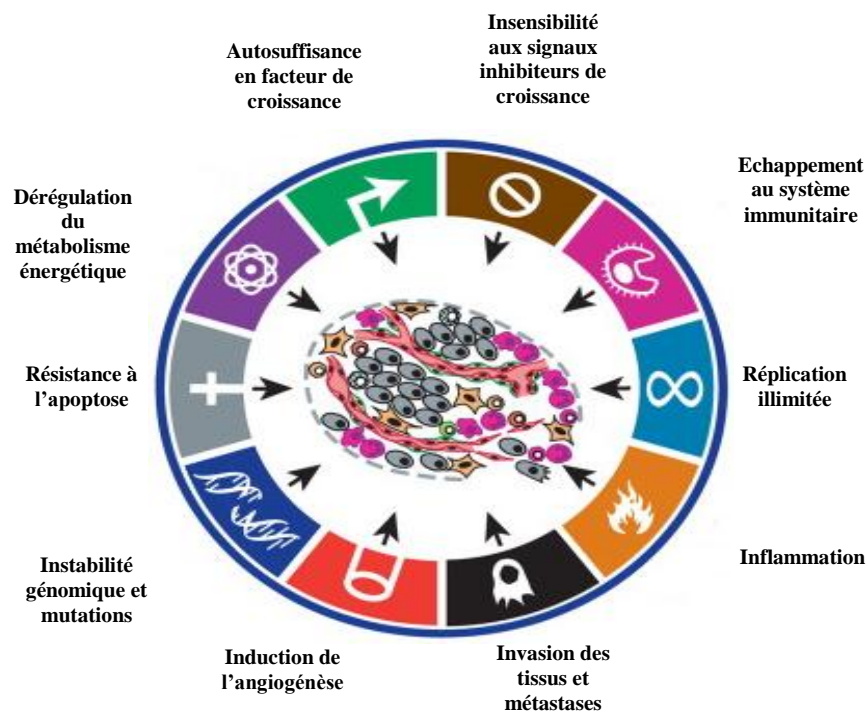 Autosuffisance
en facteur de
croissance
Insensibilité
aux signaux
inhibiteurs de
croissance
Echappement
au système
immunitaire
Dérégulation
du
métabolisme
énergétique
Résistance à
l'apoptose
Réplication
illimitée
Instabilité
génomique et
mutations
Inflammation
Induction de
l'angiogénèse
Invasion des
tissus et
métastases